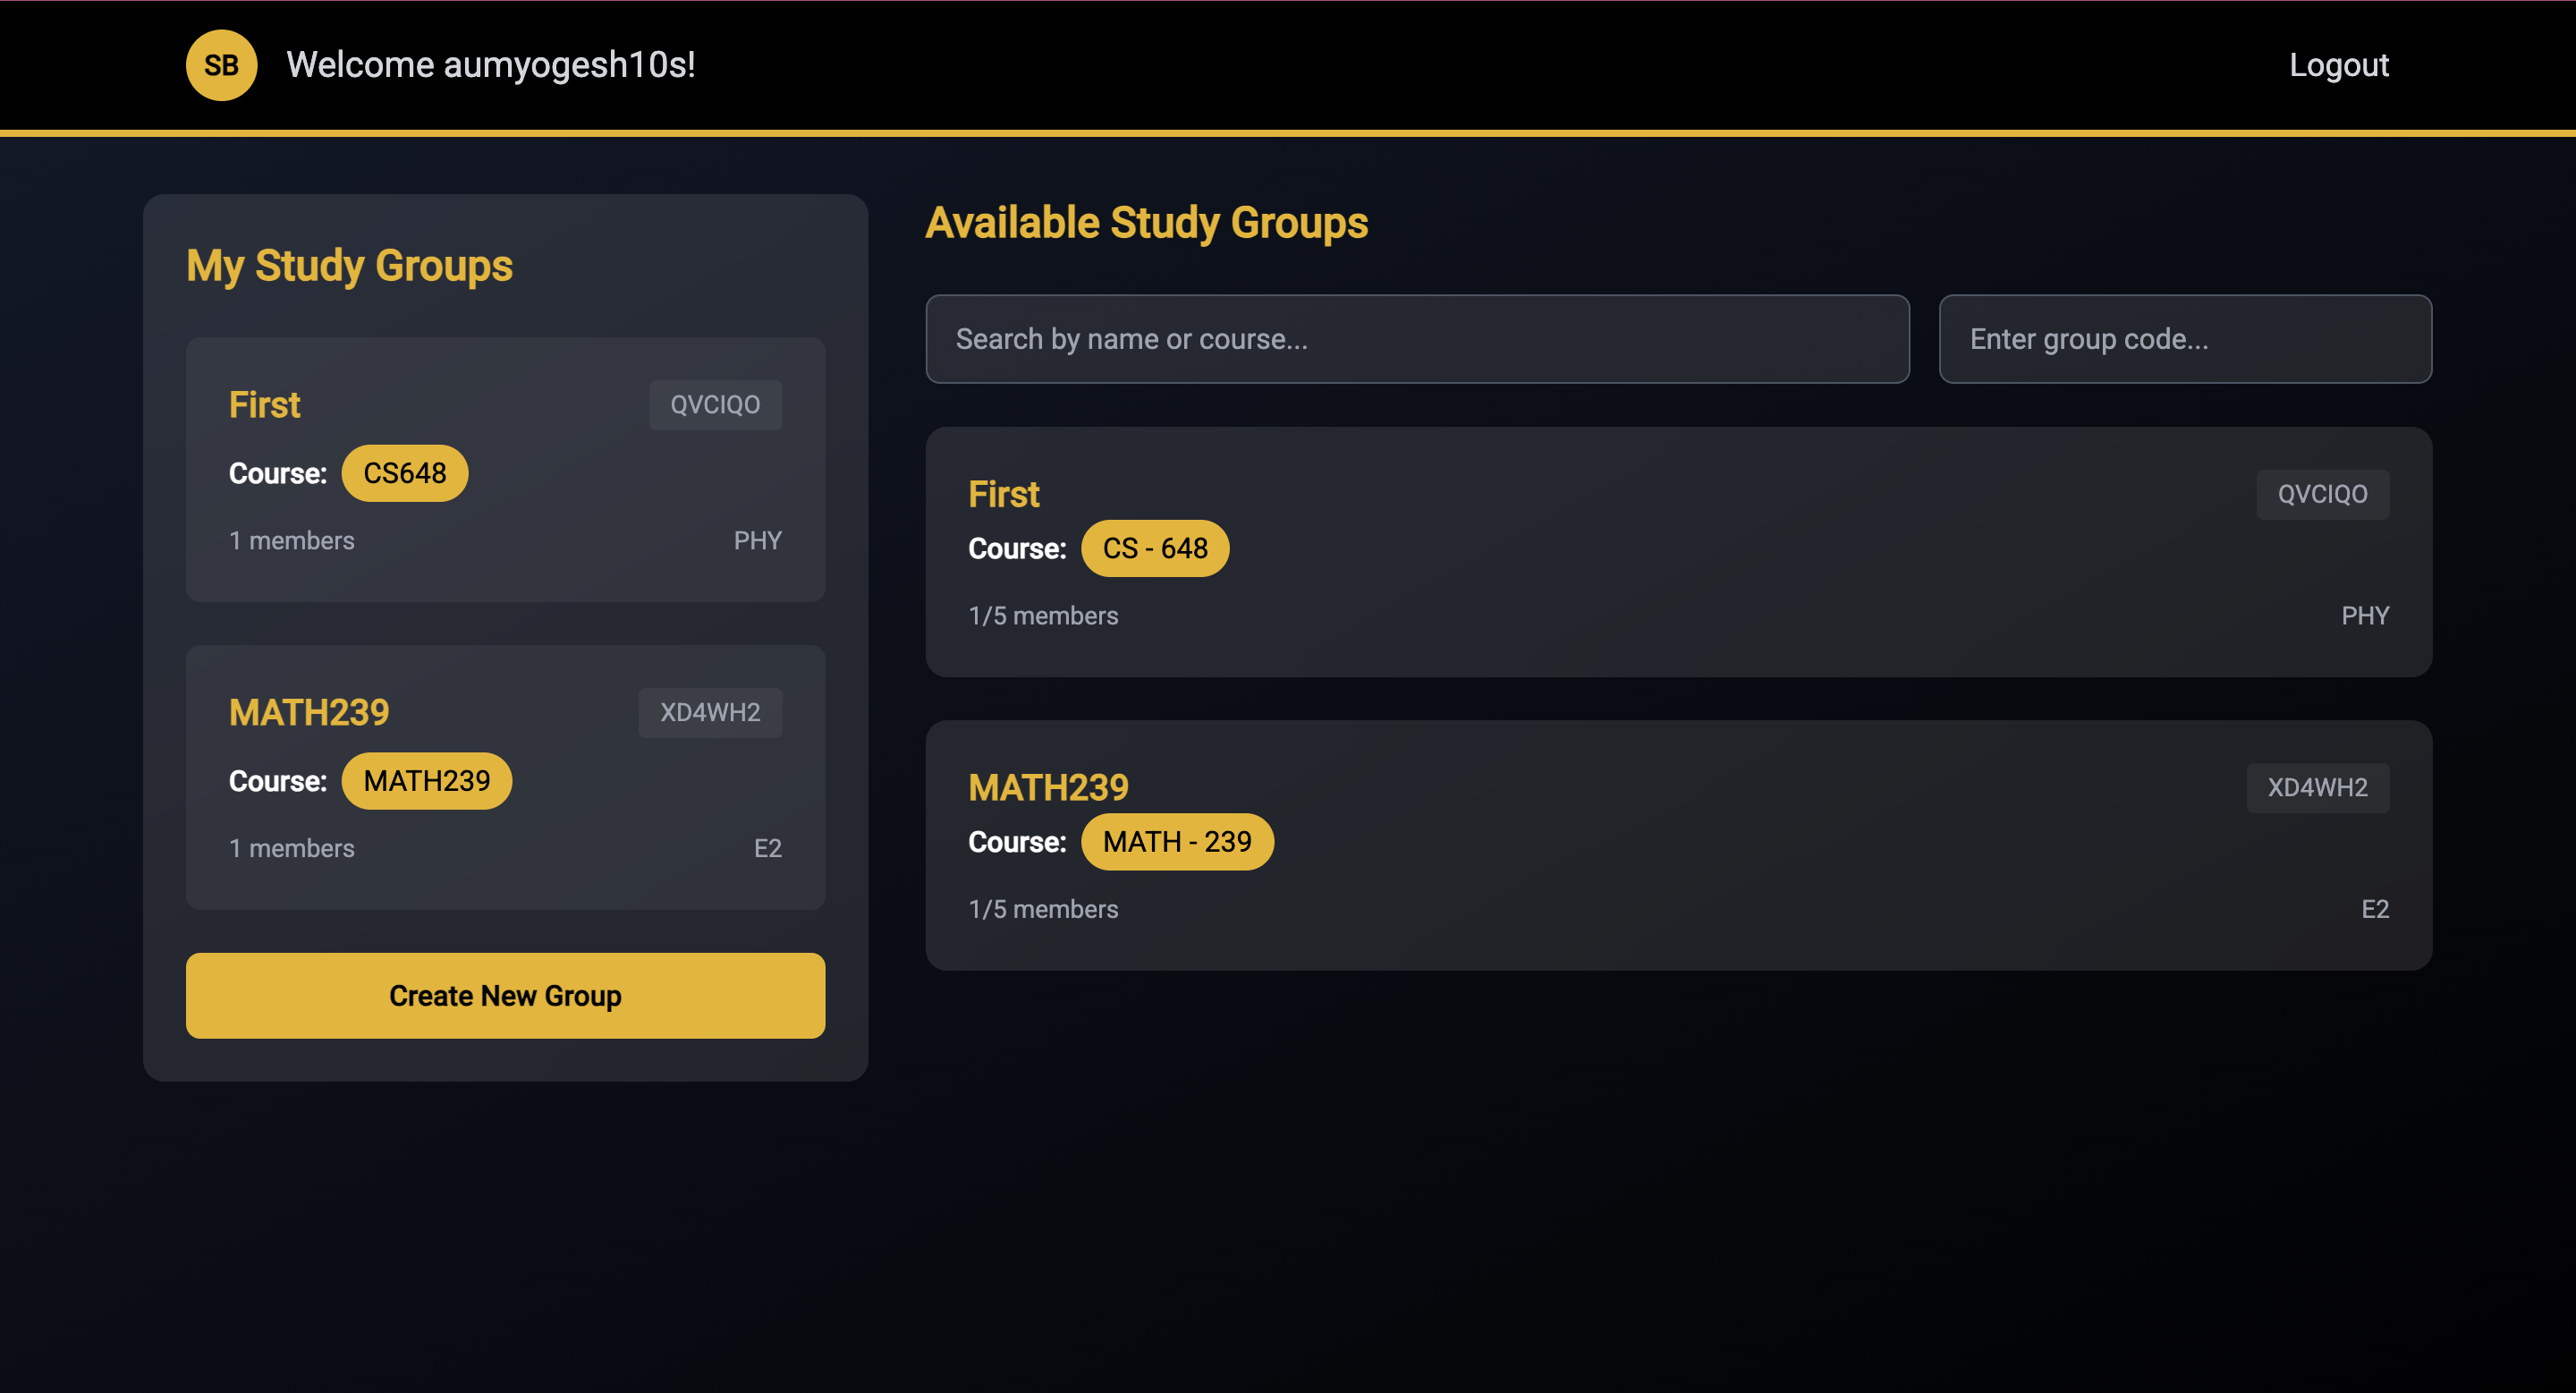 SB
Welcome aumyogesh10s!
Logout
My Study Groups
First
QVCIQO
Course: CS648
1 members
PHY
MATH239
XD4WH2
Course: MATH239
1 members
E2
Create New Group
Available Study Groups
Search by name or course...
Enter group code...
First
QVCIQO
Course: CS - 648
1/5 members
PHY
MATH239
XD4WH2
Course: MATH - 239
1/5 members
E2